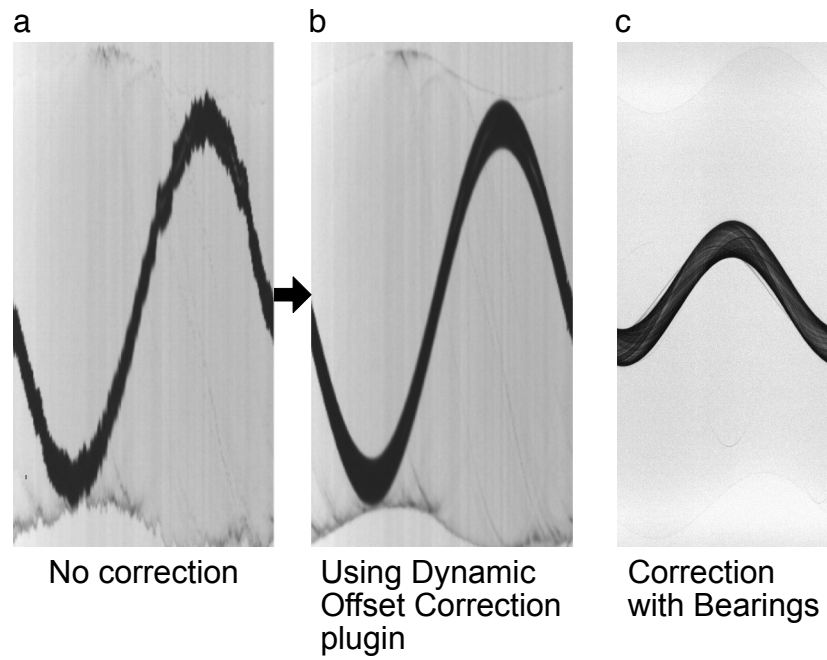 a
b
c
No correction
Using Dynamic
Offset Correction
plugin
Correction
with Bearings